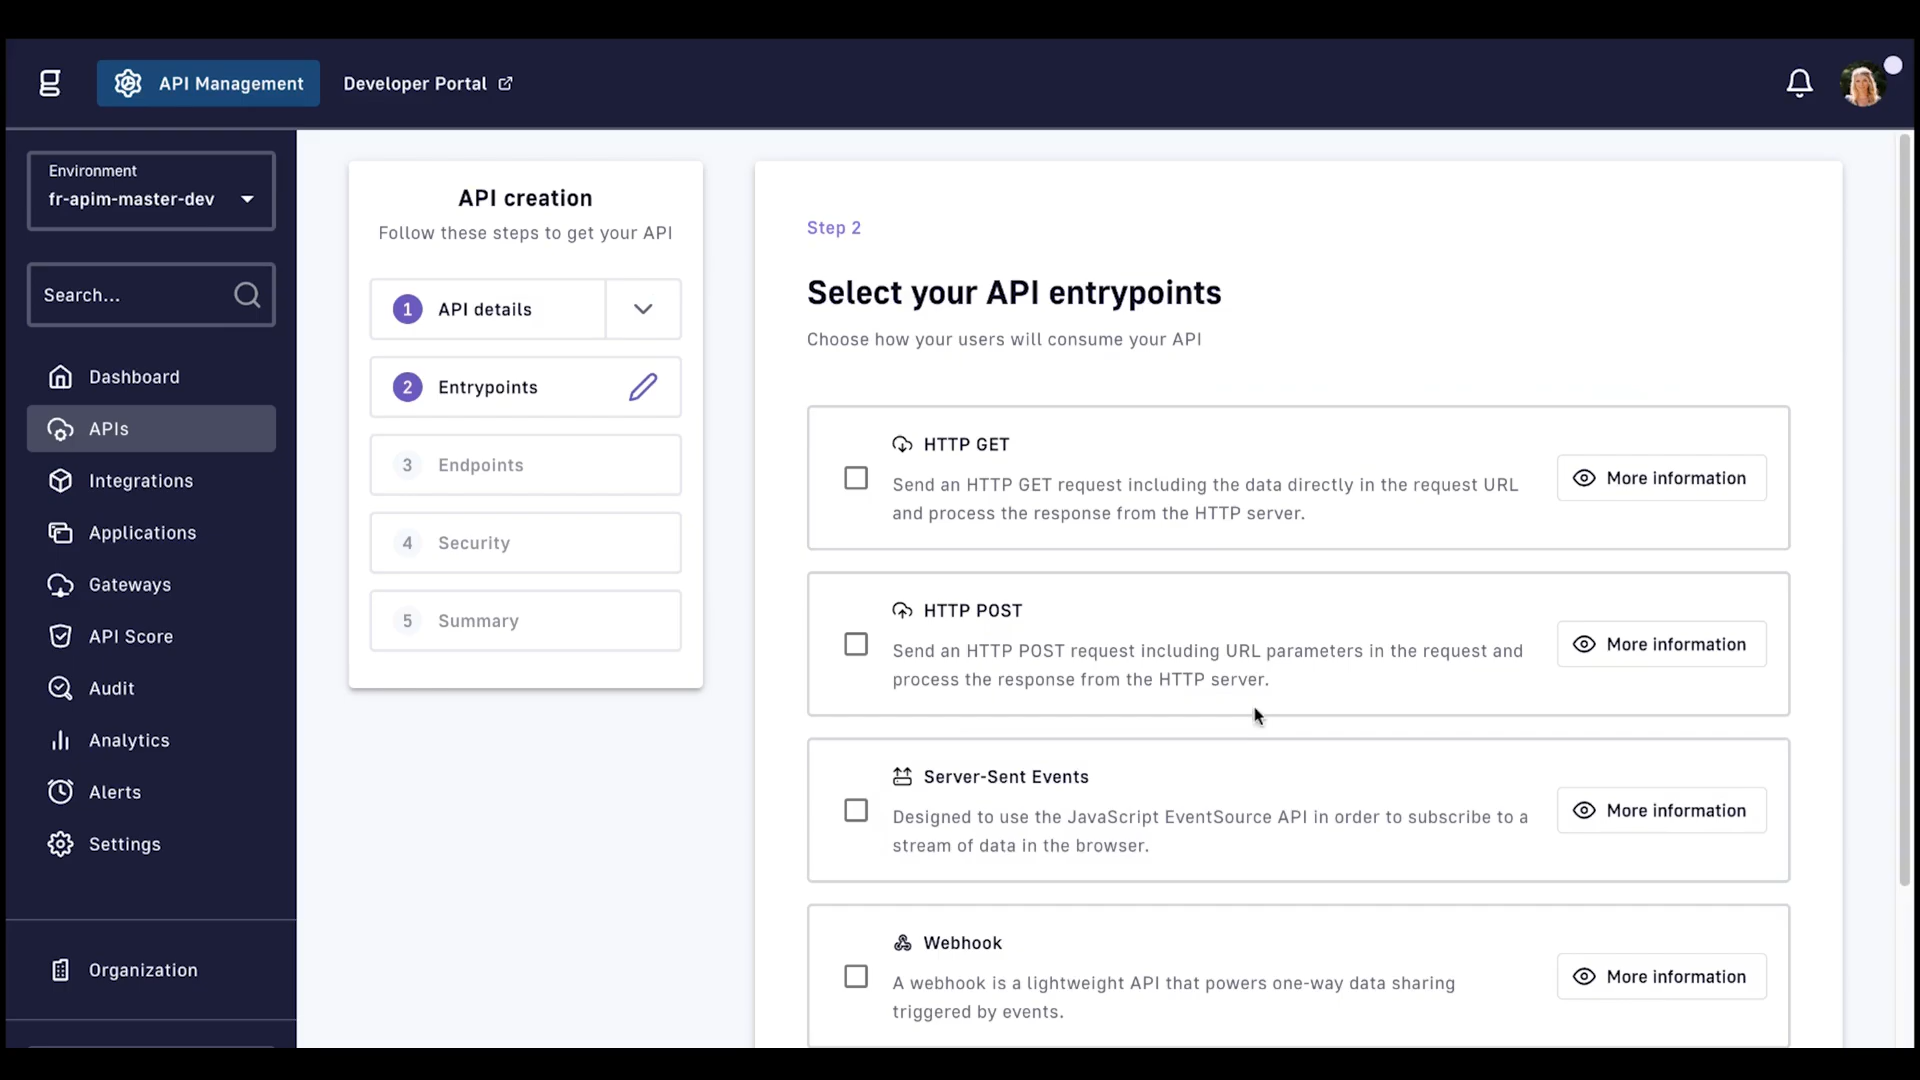 g
API Management
Developer Portal
Environment
fr-apim-master-dev
Search...
Dashboard
APIs
Integrations
Applications
Gateways
API Score
Audit
Analytics
Alerts
Settings
Organization
API creation
Follow these steps to get your API
1 API details
2 Entrypoints
3 Endpoints
4 Security
5 Summary
Step 2
Select your API entrypoints
Choose how your users will consume your API
HTTP GET
Send an HTTP GET request including the data directly in the request URL
and process the response from the HTTP server.
More information
HTTP POST
Send an HTTP POST request including URL parameters in the request and
process the response from the HTTP server.
More information
Server-Sent Events
Designed to use the JavaScript EventSource API in order to subscribe to a
stream of data in the browser.
More information
Webhook
A webhook is a lightweight API that powers one-way data sharing
triggered by events.
More information